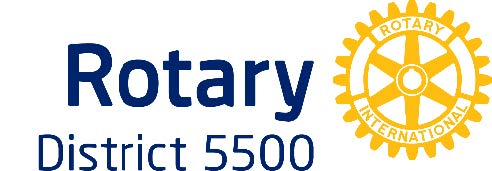 Rotary
District 5500
ROTARY
INTERNATIONAL